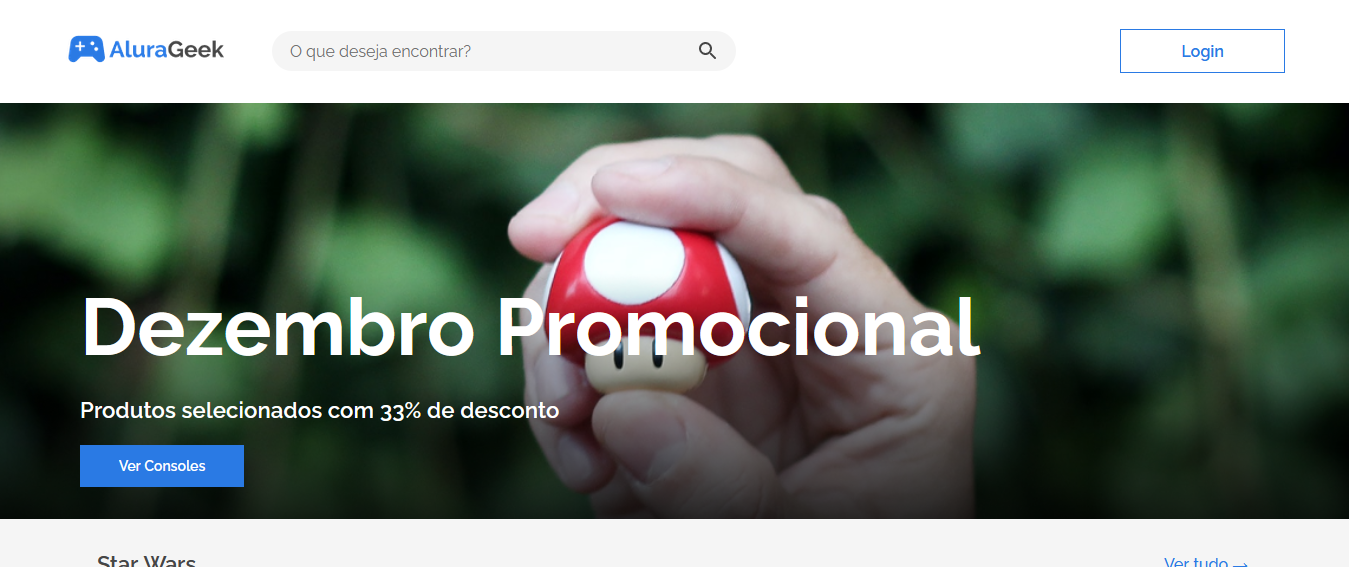 AluraGeek
O que deseja encontrar?
Login
Dezembro Promocional
Produtos selecionados com 33% de desconto
Ver Consoles
Star Wars
Ver tudo →